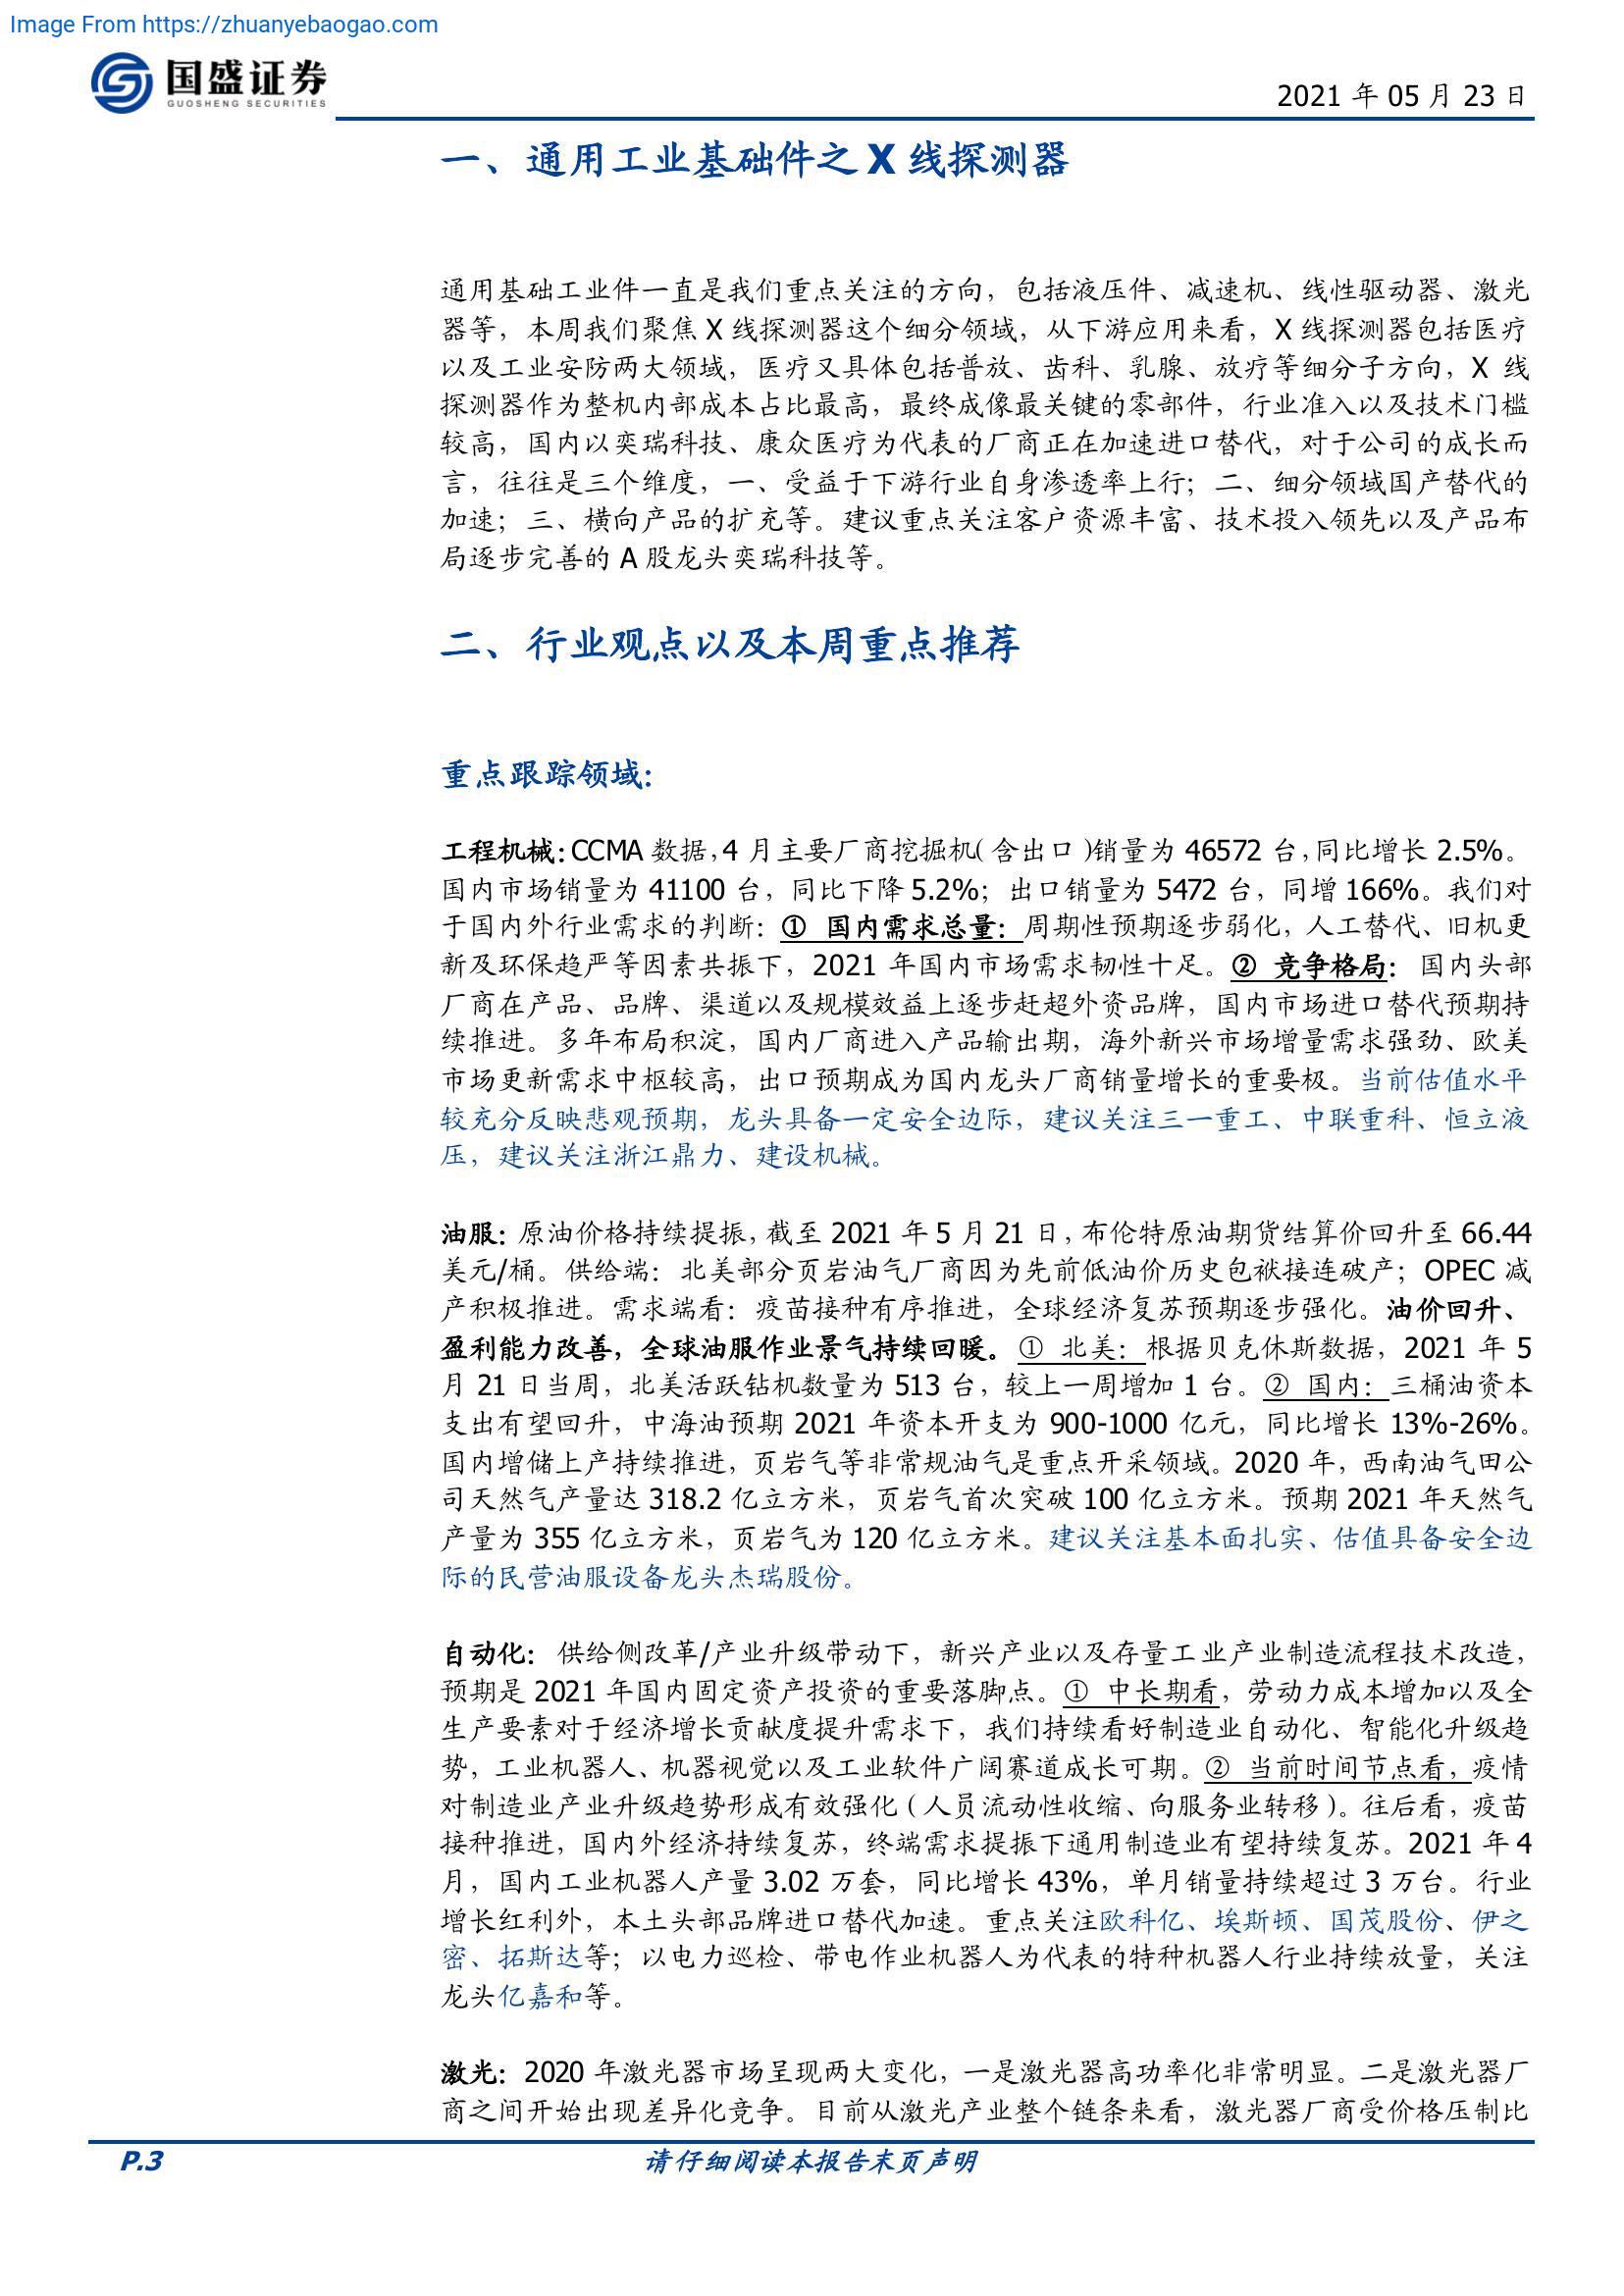 Image From https://zhuanyebaogao.com
国盛证券
GUOSHENG SECURITIES
2021 年 05 月 23 日
一、通用工业基础件之 X 线探测器
通用基础工业件一直是我们重点关注的方向，包括液压件、减速机、线性驱动器、激光
器等，本周我们聚焦 X 线探测器这个细分领域，从下游应用来看，X 线探测器包括医疗
以及工业安防两大领域，医疗又具体包括普放、齿科、乳腺、放疗等细分子方向，X 线
探测器作为整机内部成本占比最高，最终成像最关键的零部件，行业准入以及技术门槛
较高，国内以奕瑞科技、康众医疗为代表的厂商正在加速进口替代，对于公司的成长而
言，往往是三个维度，一、受益于下游行业自身渗透率上行；二、细分领域国产替代的
加速；三、横向产品的扩充等。建议重点关注客户资源丰富、技术投入领先以及产品布
局逐步完善的 A 股龙头奕瑞科技等。
二、行业观点以及本周重点推荐
重点跟踪领域：
工程机械：CCMA 数据，4 月主要厂商挖掘机（含出口）销量为 46572 台，同比增长 2.5%。
国内市场销量为 41100 台，同比下降 5.2%；出口销量为 5472 台，同增 166%。我们对
于国内外行业需求的判断：① 国内需求总量：周期性预期逐步弱化，人工替代、旧机更
新及环保趋严等因素共振下，2021 年国内市场需求韧性十足。② 竞争格局：国内头部
厂商在产品、品牌、渠道以及规模效益上逐步赶超外资品牌，国内市场进口替代预期持
续推进。多年布局积淀，国内厂商进入产品输出期，海外新兴市场增量需求强劲、欧美
市场更新需求中枢较高，出口预期成为国内龙头厂商销量增长的重要极。当前估值水平
较充分反映悲观预期，龙头具备一定安全边际，建议关注三一重工、中联重科、恒立液
压，建议关注浙江鼎力、建设机械。
油服：原油价格持续提振，截至 2021 年 5 月 21 日，布伦特原油期货结算价回升至 66.44
美元/桶。供给端：北美部分页岩油气厂商因为先前低油价历史包袱接连破产；OPEC 减
产积极推进。需求端看：疫苗接种有序推进，全球经济复苏预期逐步强化。油价回升、
盈利能力改善，全球油服作业景气持续回暖。① 北美：根据贝克休斯数据，2021 年 5
月 21 日当周，北美活跃钻机数量为 513 台，较上一周增加 1 台。② 国内：三桶油资本
支出有望回升，中海油预期 2021 年资本开支为 900-1000 亿元，同比增长 13%-26%。
国内增储上产持续推进，页岩气等非常规油气是重点开采领域。2020 年，西南油气田公
司天然气产量达 318.2 亿立方米，页岩气首次突破 100 亿立方米。预期 2021 年天然气
产量为 355 亿立方米，页岩气为 120 亿立方米。建议关注基本面扎实、估值具备安全边
际的民营油服设备龙头杰瑞股份。
自动化：供给侧改革/产业升级带动下，新兴产业以及存量工业产业制造流程技术改造，
预期是 2021 年国内固定资产投资的重要落脚点。① 中长期看，劳动力成本增加以及全
生产要素对于经济增长贡献度提升需求下，我们持续看好制造业自动化、智能化升级趋
势，工业机器人、机器视觉以及工业软件广阔赛道成长可期。② 当前时间节点看，疫情
对制造业产业升级趋势形成有效强化（人员流动性收缩、向服务业转移）。往后看，疫苗
接种推进，国内外经济持续复苏，终端需求提振下通用制造业有望持续复苏。2021 年 4
月，国内工业机器人产量 3.02 万套，同比增长 43%，单月销量持续超过 3 万台。行业
增长红利外，本土头部品牌进口替代加速。重点关注欧科亿、埃斯顿、国茂股份、伊之
密、拓斯达等；以电力巡检、带电作业机器人为代表的特种机器人行业持续放量，关注
龙头亿嘉和等。
激光：2020 年激光器市场呈现两大变化，一是激光器高功率化非常明显。二是激光器厂
商之间开始出现差异化竞争。目前从激光产业整个链条来看，激光器厂商受价格压制比
P.3
请仔细阅读本报告末页声明